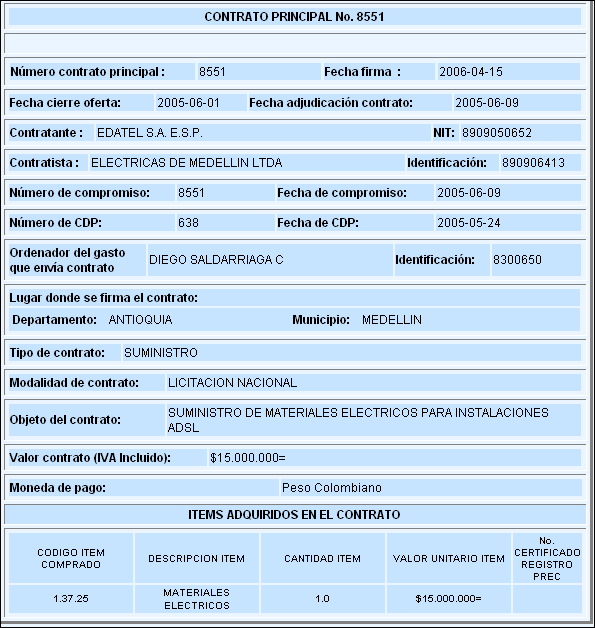 CONTRATO PRINCIPAL No. 8551
Número contrato principal : 8551 Fecha firma : 2006-04-15
Fecha cierre oferta: 2005-06-01 Fecha adjudicación contrato: 2005-06-09
Contratante : EDATEL S.A. E.S.P. NIT: 8909050652
Contratista : ELECTRICAS DE MEDELLIN LTDA Identificación: 890906413
Número de compromiso: 8551 Fecha de compromiso: 2005-06-09
Número de CDP: 638 Fecha de CDP: 2005-05-24
Ordenador del gasto
que envía contrato DIEGO SALDARRIAGA C Identificación: 8300650
Lugar donde se firma el contrato:
Departamento: ANTIOQUIA Municipio: MEDELLIN
Tipo de contrato: SUMINISTRO
Modalidad de contrato: LICITACION NACIONAL
Objeto del contrato: SUMINISTRO DE MATERIALES ELECTRICOS PARA INSTALACIONES
ADSL
Valor contrato (IVA Incluido): $15.000.000=
Moneda de pago: Peso Colombiano
ITEMS ADQUIRIDOS EN EL CONTRATO
CODIGO ITEM
COMPRADO
DESCRIPCION ITEM
CANTIDAD ITEM
VALOR UNITARIO ITEM
No.
CERTIFICADO
REGISTRO
PREC
1.37.25
MATERIALES
ELECTRICOS
1.0
$15.000.000=